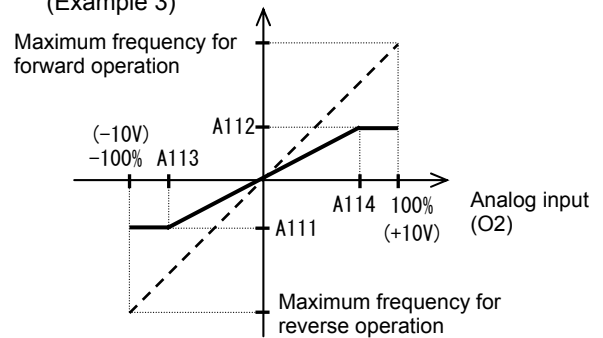 (Example 3)
Maximum frequency for
forward operation
(-10V)
-100%
A113
A112
A111
A114
100%
(+10V)
Analog input
(O2)
Maximum frequency for
reverse operation